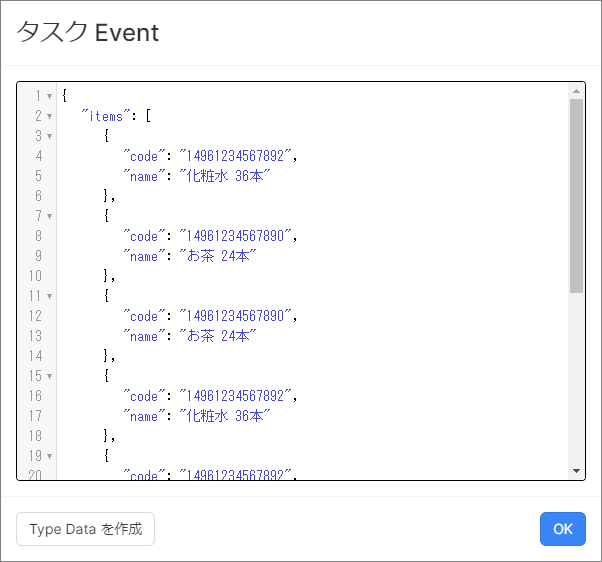 タスク Event
1 {
2 "items": [
3 {
4 "code": "14961234567892",
5 "name": "化粧水 36本"
6 },
7 {
8 "code": "14961234567890",
9 "name": "お茶 24本"
10 },
11 {
12 "code": "14961234567890",
13 "name": "お茶 24本"
14 },
15 {
16 "code": "14961234567892",
17 "name": "化粧水 36本"
18 },
19 {
20 "code": "14961234567892",
Type Data を作成
OK